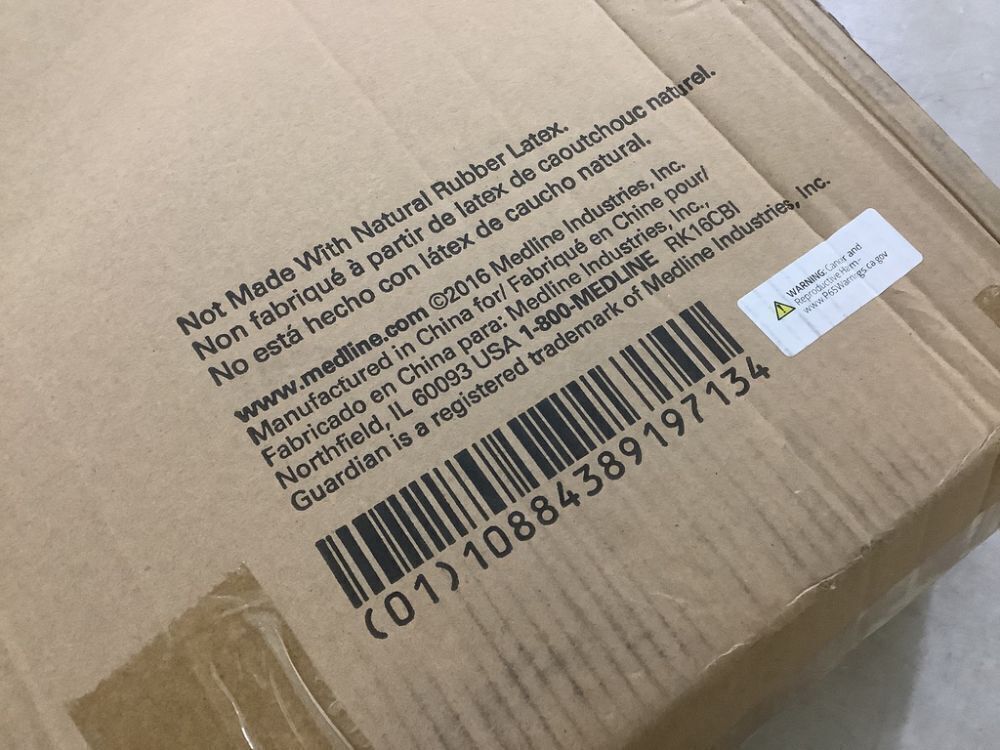 Not Made With Natural Rubber Latex.
Non fabriqué à partir de latex de caoutchouc naturel.
No está hecho con látex de caucho natural.
www.medline.com ©2016 Medline Industries, Inc.
Manufactured in China for/ Fabriqué en Chine pour/
Fabricado en China para: Medline Industries, Inc.,
Northfield, IL 60093 USA 1-800-MEDLINE RK16CBI
Guardian is a registered trademark of Medline Industries, Inc.
(01)10884389197134
WARNING: Cancer and
Reproductive Harm-
www.P65Warnings.ca.gov